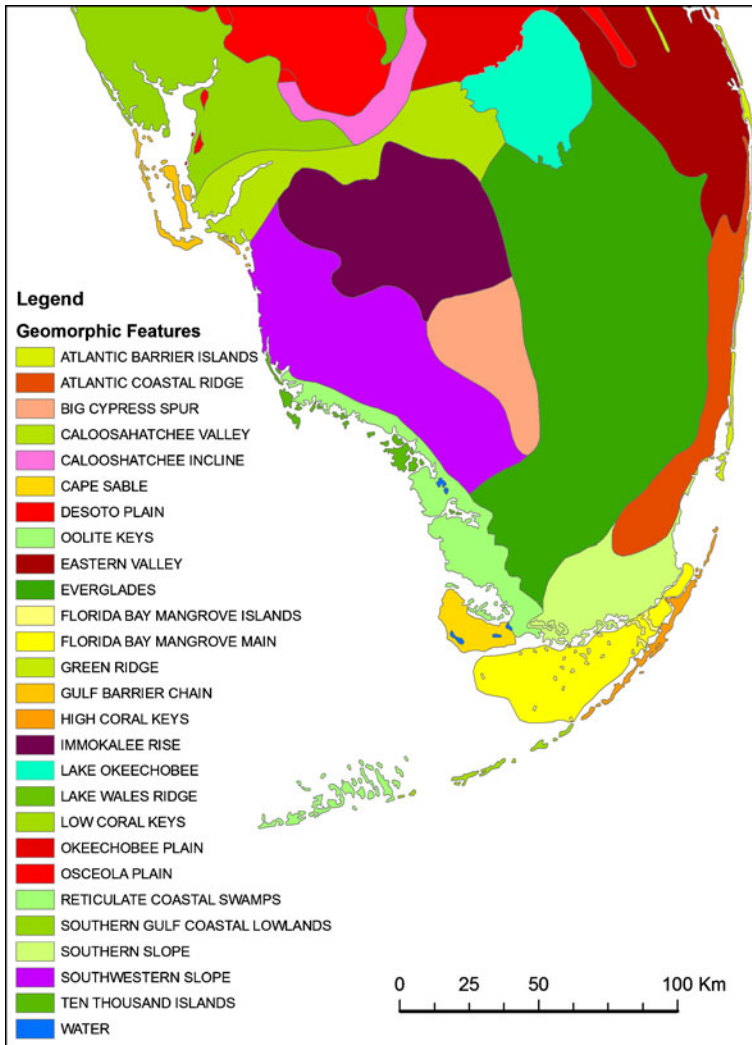 Legend
Geomorphic Features
ATLANTIC BARRIER ISLANDS
ATLANTIC COASTAL RIDGE
BIG CYPRESS SPUR
CALOOSAHATCHEE VALLEY
CALOOSHATCHEE INCLINE
CAPE SABLE
DESOTO PLAIN
OOLITE KEYS
EASTERN VALLEY
EVERGLADES
FLORIDA BAY MANGROVE ISLANDS
FLORIDA BAY MANGROVE MAIN
GREEN RIDGE
GULF BARRIER CHAIN
HIGH CORAL KEYS
IMMOKALEE RISE
LAKE OKEECHOBEE
LAKE WALES RIDGE
LOW CORAL KEYS
OKEECHOBEE PLAIN
OSCEOLA PLAIN
RETICULATE COASTAL SWAMPS
SOUTHERN GULF COASTAL LOWLANDS
SOUTHERN SLOPE
SOUTHWESTERN SLOPE
TEN THOUSAND ISLANDS
WATER
0 25 50 100 Km